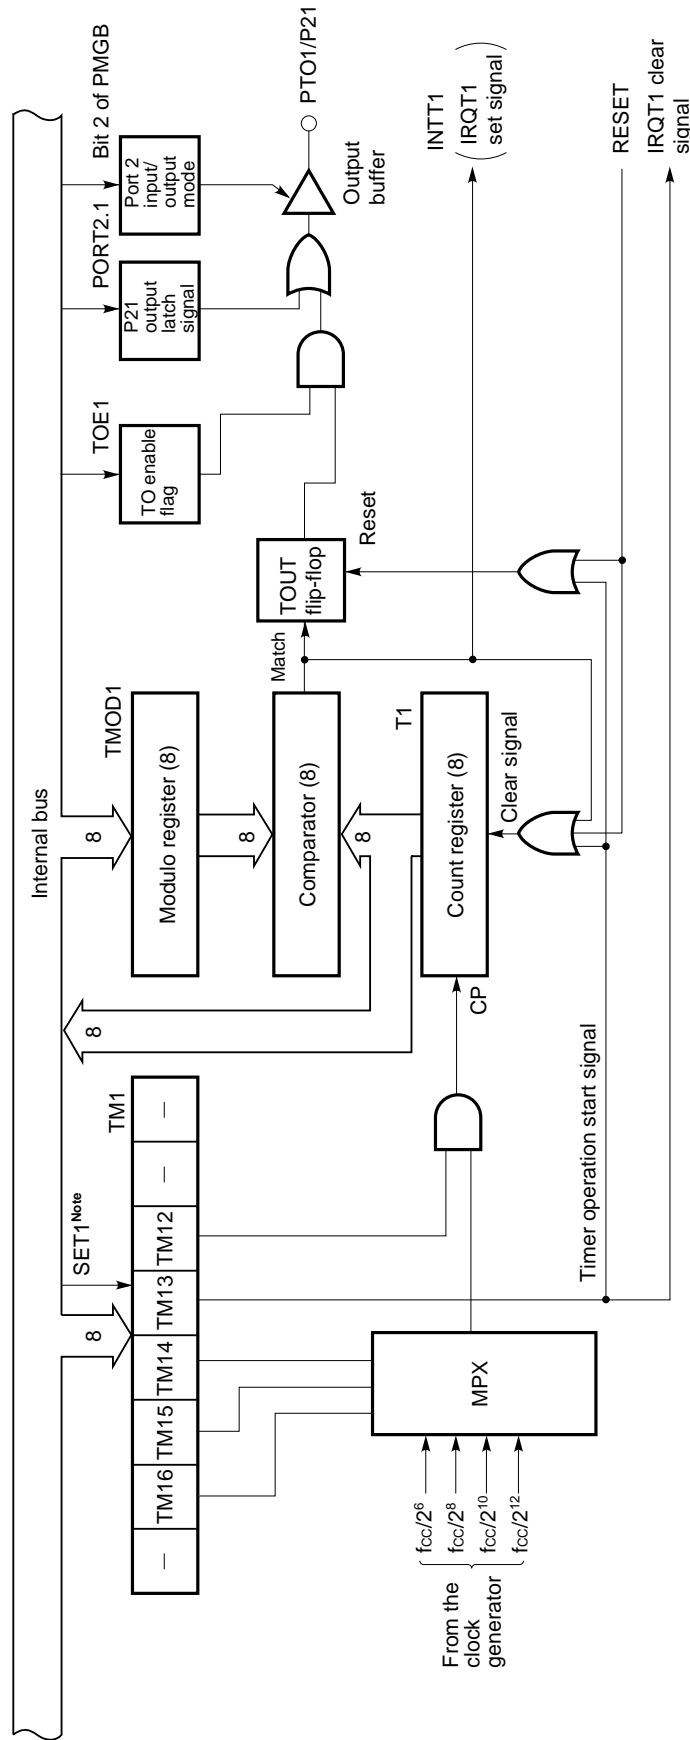 Internal bus
8
SET1Note
8
8
Bit 2 of PMGB
PORT2.1
TOE1
TMOD1
TM1
— TM16 TM15 TM14 TM13 TM12 — —
Modulo register (8)
TO enable
flag
P21
output
latch
signal
Port 2
input/
output
mode
8
Comparator (8)
Match
8
TOUT
flip-flop
Reset
Output
buffer
PTO1/P21
T1
Count register (8)
Clear signal
CP
MPX
From the
clock
generator
fcc/2⁶
fcc/2⁸
fcc/2¹⁰
fcc/2¹²
INTT1
(IRQT1
set signal)
Timer operation start signal
RESET
IRQT1 clear
signal